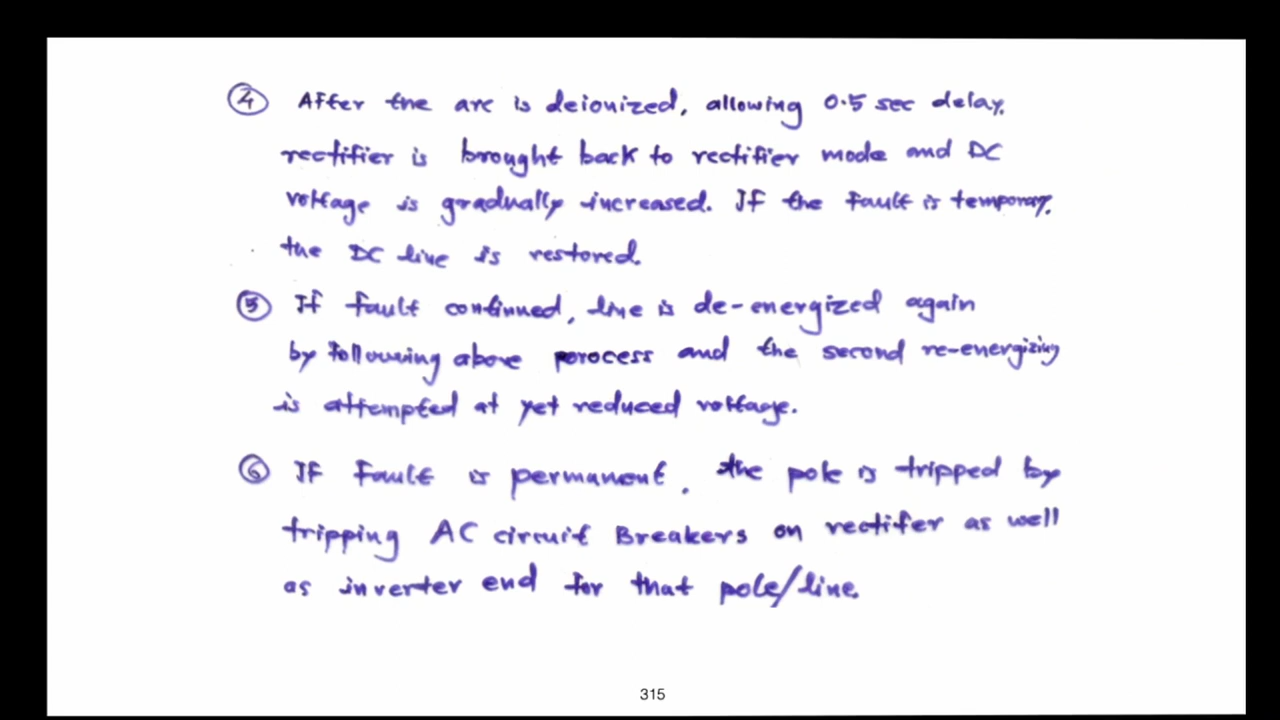 ④ After the arc is deionized, allowing 0.5 sec delay,
rectifier is brought back to rectifier mode and DC
voltage is gradually increased. If the fault is temporary,
the DC line is restored.
⑤ If fault continued, line is de-energized again
by following above porocess and the second re-energizing
is attempted at yet reduced voltage.
⑥ If fault is permanent, the pole is tripped by
tripping AC circuit Breakers on rectifer as well
as inverter end for that pole/line.
315